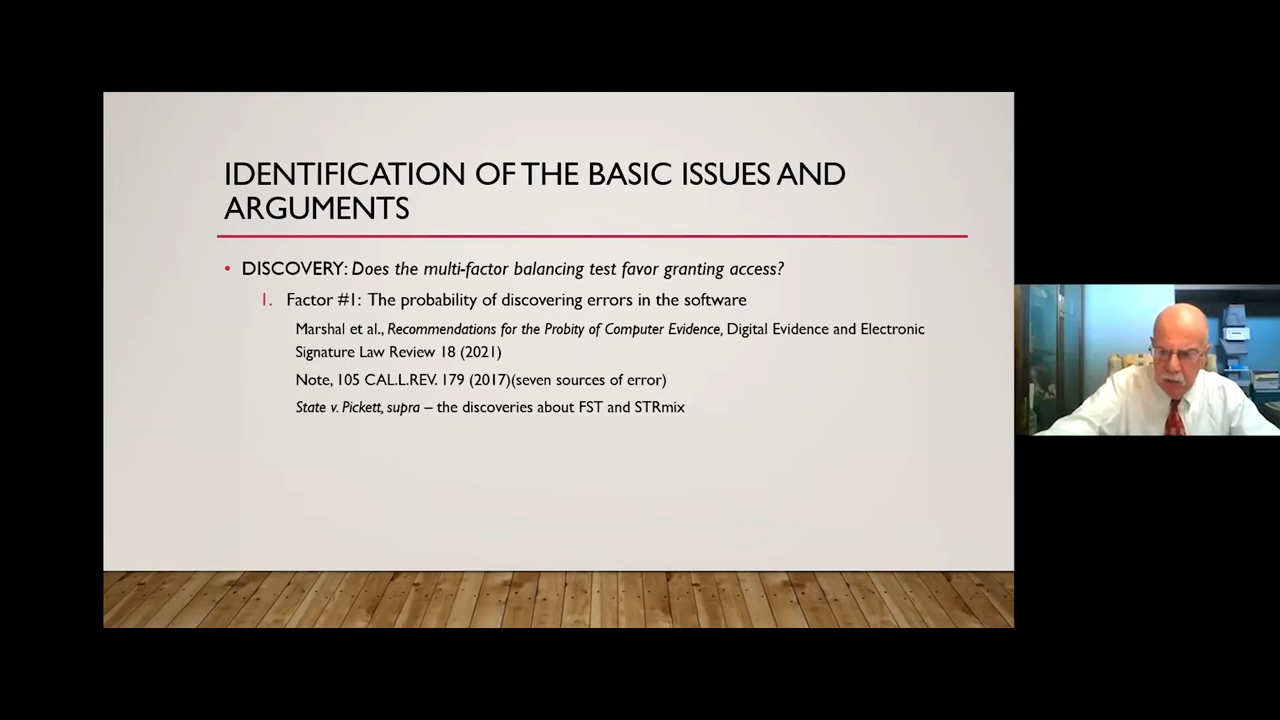 IDENTIFICATION OF THE BASIC ISSUES AND
ARGUMENTS
• DISCOVERY: Does the multi-factor balancing test favor granting access?
1. Factor #1: The probability of discovering errors in the software
Marshal et al., Recommendations for the Probity of Computer Evidence, Digital Evidence and Electronic
Signature Law Review 18 (2021)
Note, 105 CAL.L.REV. 179 (2017)(seven sources of error)
State v. Pickett, supra – the discoveries about FST and STRmix